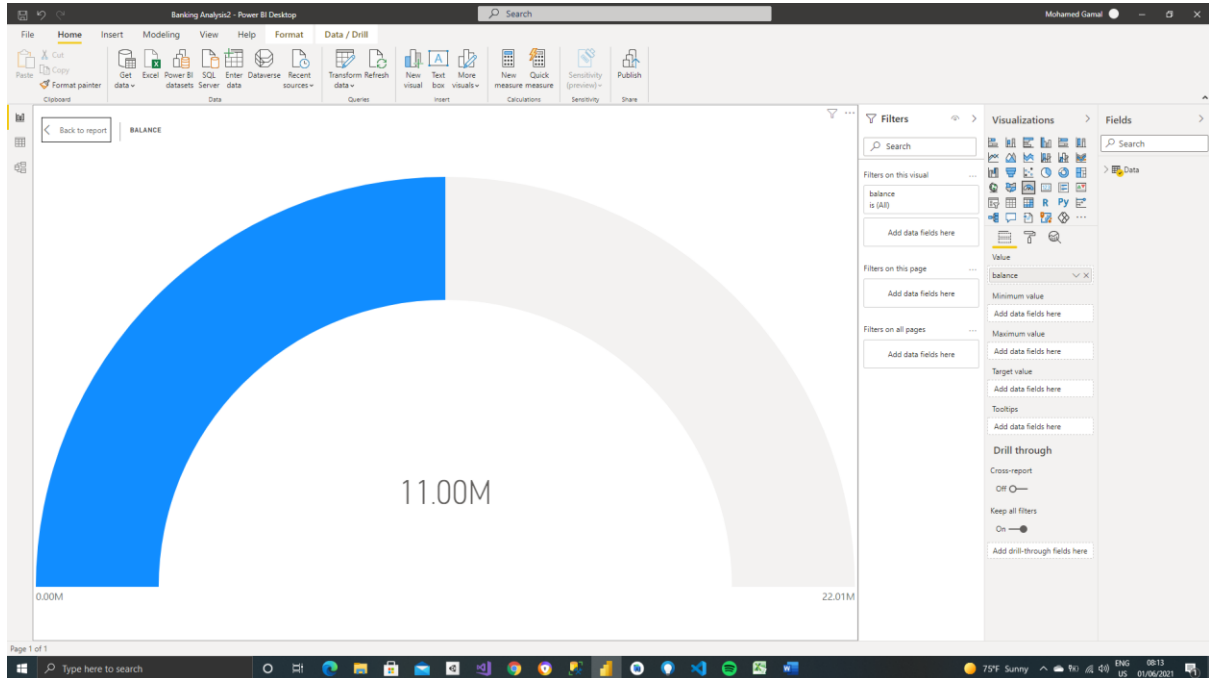 Banking Analysis2 - Power BI Desktop
Search
Mohamed Gamal
File Home Insert Modeling View Help Format Data / Drill
Paste
Cut
Copy
Format painter
Clipboard
Get data
Excel
Power BI datasets
SQL Server
Enter data
Dataverse
Recent sources
Data
Transform data
Refresh
Queries
New visual
Text box
More visuals
Insert
New measure
Quick measure
Calculations
Sensitivity (preview)
Sensitivity
Publish
Share
Back to report
BALANCE
11.00M
0.00M
22.01M
Filters
Search
Filters on this visual
balance
is (All)
Add data fields here
Filters on this page
Add data fields here
Filters on all pages
Add data fields here
Visualizations
R Py
Value
balance
Minimum value
Add data fields here
Maximum value
Add data fields here
Target value
Add data fields here
Tooltips
Add data fields here
Drill through
Cross-report
Off
Keep all filters
On
Add drill-through fields here
Fields
Search
Data
Page 1 of 1
Type here to search
75°F Sunny
ENG
US
08:13
01/06/2021